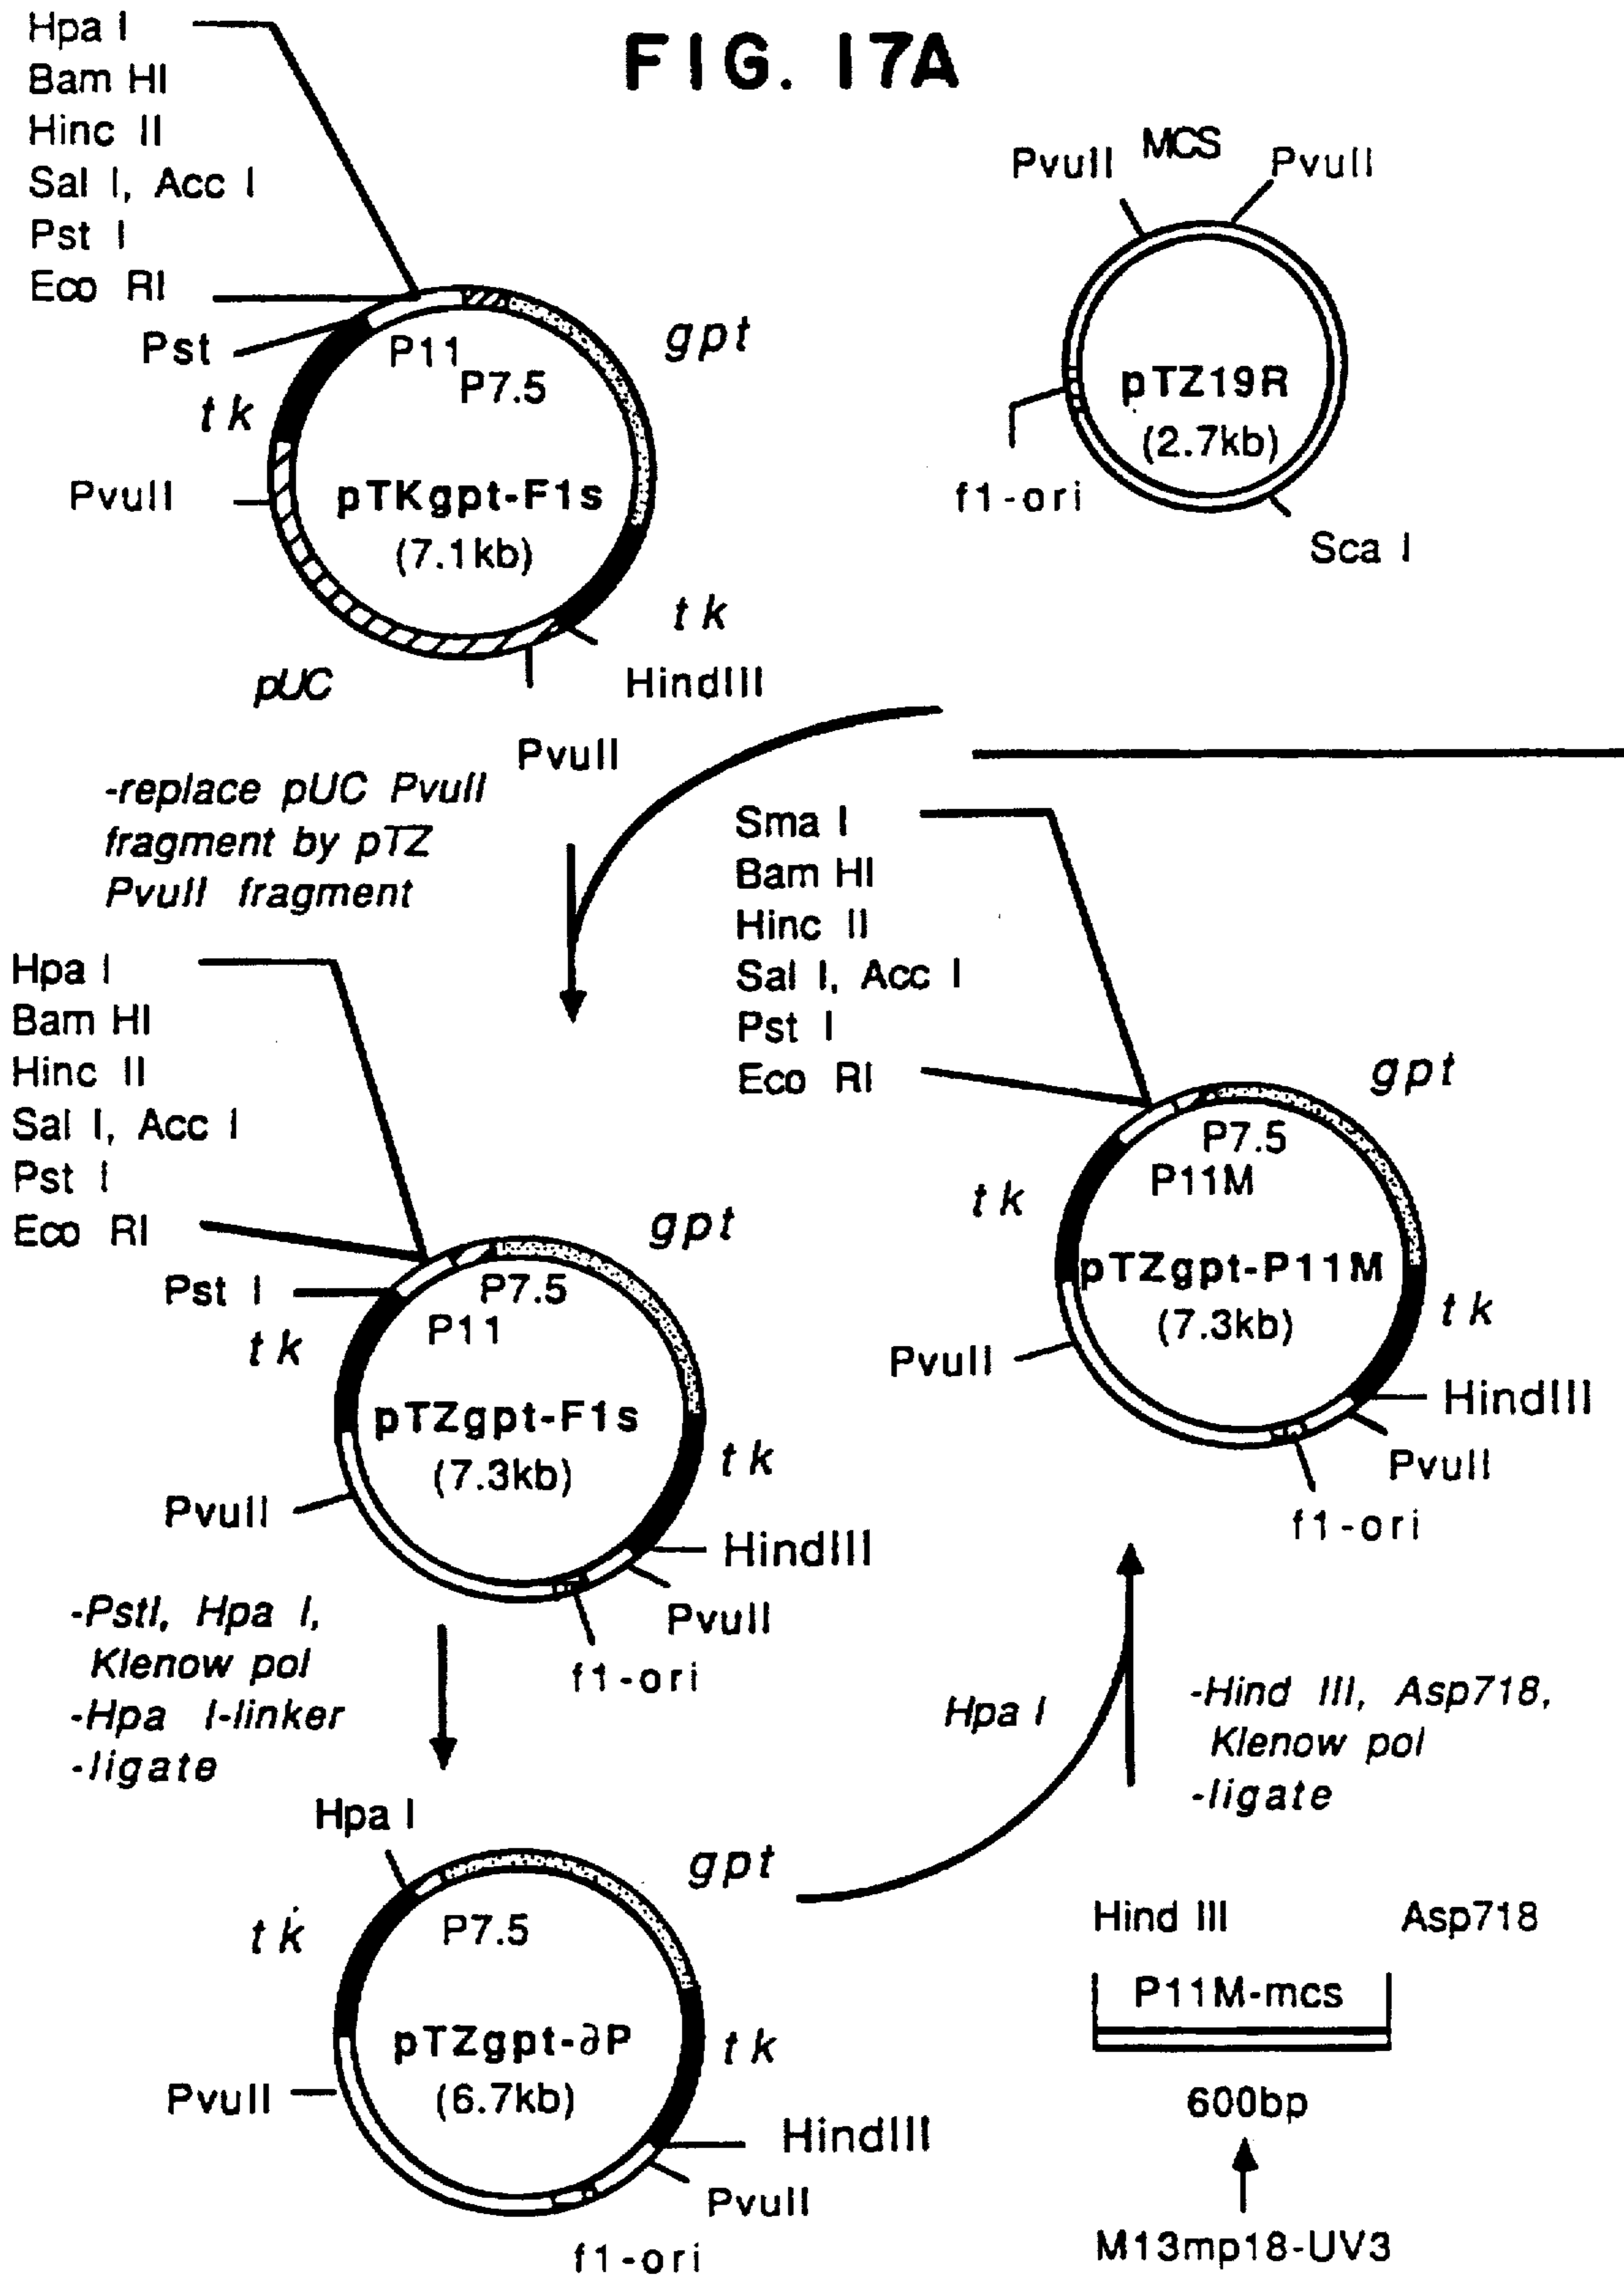 FIG. 17A
Hpa I
Bam HI
Hinc II
Sal I, Acc I
Pst I
Eco RI
Pst
tk
PvuII
pUC
P11
P7.5
gpt
pTKgpt-F1s
(7.1kb)
tk
HindIII
PvuII
PvuII MCS PvuII
pTZ19R
(2.7kb)
f1-ori
Sca I
-replace pUC PvuII
fragment by pTZ
PvuII fragment
Hpa I
Bam HI
Hinc II
Sal I, Acc I
Pst I
Eco RI
Pst I
tk
gpt
P7.5
P11
pTZgpt-F1s
(7.3kb)
tk
PvuII
HindIII
PvuII
f1-ori
Sma I
Bam HI
Hinc II
Sal I, Acc I
Pst I
Eco RI
gpt
P7.5
P11M
tk
pTZgpt-P11M
(7.3kb)
tk
PvuII
HindIII
PvuII
f1-ori
-PstI, Hpa I,
Klenow pol
-Hpa I-linker
-ligate
Hpa I
gpt
tk
P7.5
pTZgpt-∂P
(6.7kb)
tk
PvuII
HindIII
PvuII
f1-ori
Hpa I
-Hind III, Asp718,
Klenow pol
-ligate
Hind III Asp718
P11M-mcs
600bp
M13mp18-UV3